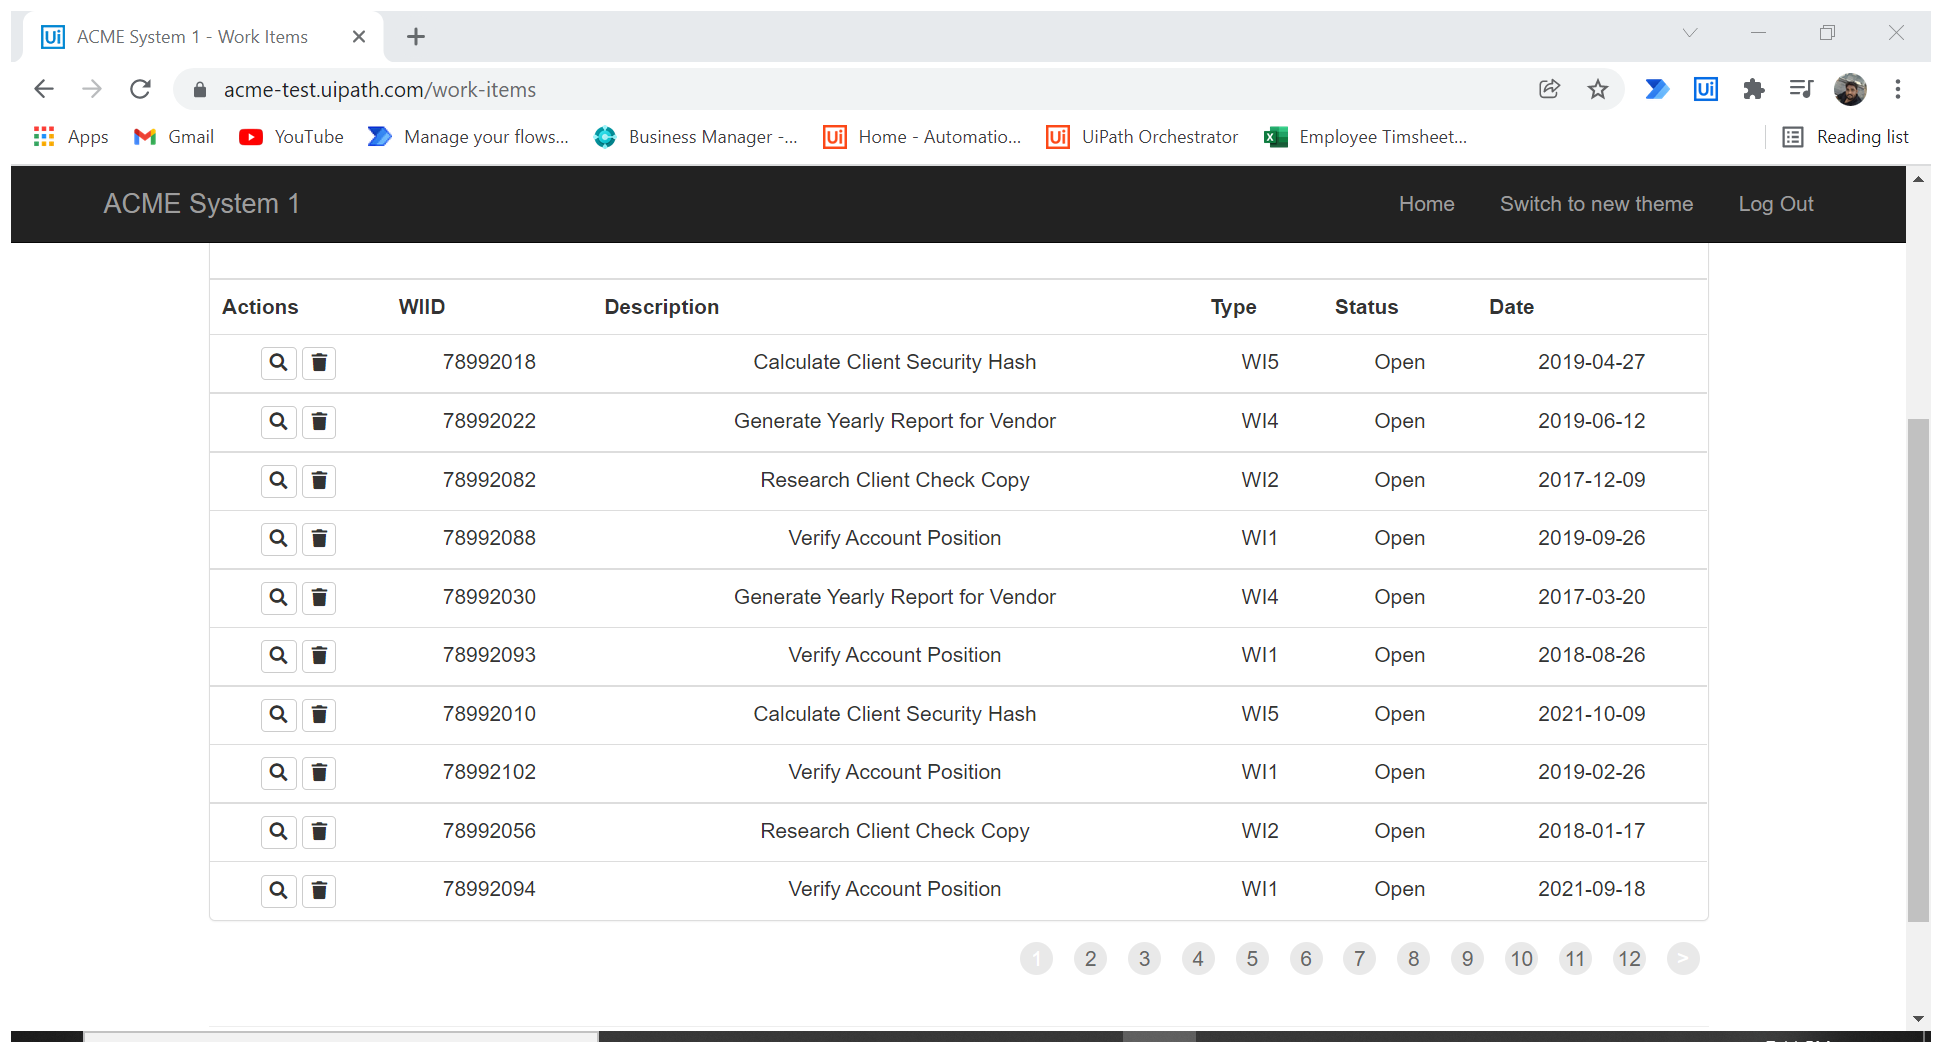 Ui ACME System 1 - Work Items
acme-test.uipath.com/work-items Ui
Apps Gmail YouTube Manage your flows... Business Manager -... Ui Home - Automatio... Ui UiPath Orchestrator Employee Timsheet... Reading list
ACME System 1 Home Switch to new theme Log Out
Actions WIID Description Type Status Date
78992018 Calculate Client Security Hash WI5 Open 2019-04-27
78992022 Generate Yearly Report for Vendor WI4 Open 2019-06-12
78992082 Research Client Check Copy WI2 Open 2017-12-09
78992088 Verify Account Position WI1 Open 2019-09-26
78992030 Generate Yearly Report for Vendor WI4 Open 2017-03-20
78992093 Verify Account Position WI1 Open 2018-08-26
78992010 Calculate Client Security Hash WI5 Open 2021-10-09
78992102 Verify Account Position WI1 Open 2019-02-26
78992056 Research Client Check Copy WI2 Open 2018-01-17
78992094 Verify Account Position WI1 Open 2021-09-18
1 2 3 4 5 6 7 8 9 10 11 12 >